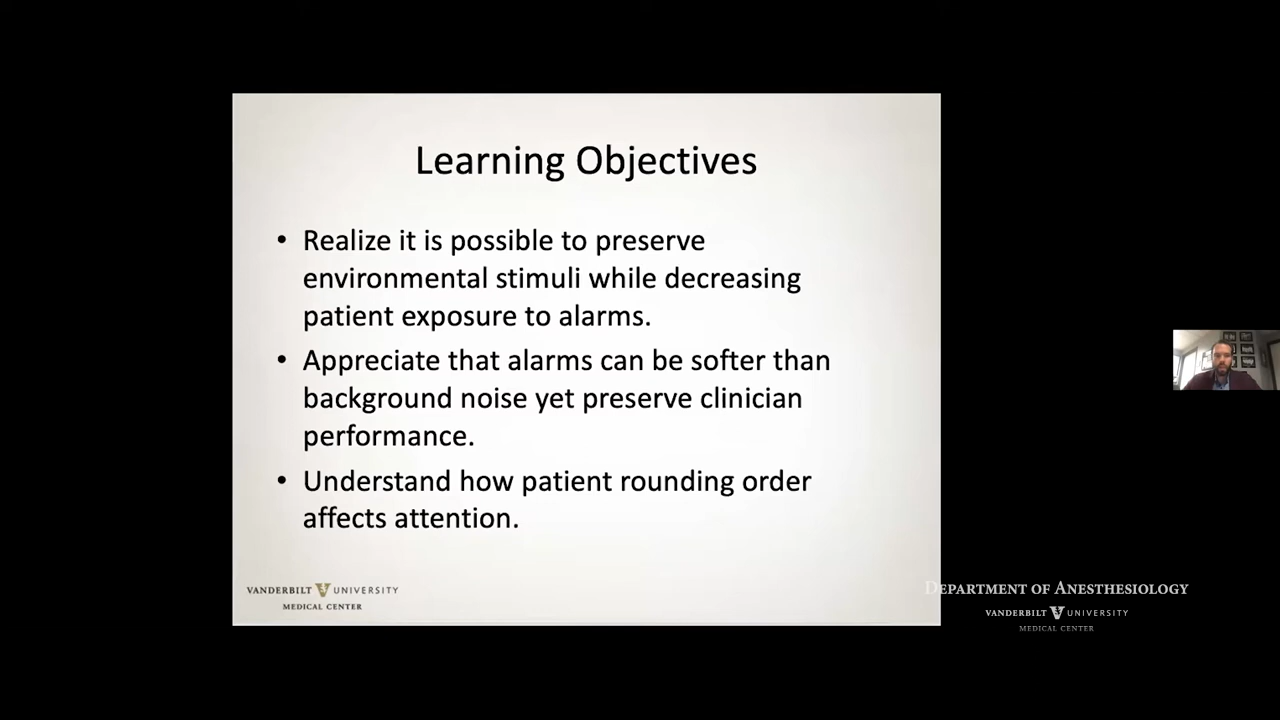 Learning Objectives
• Realize it is possible to preserve
environmental stimuli while decreasing
patient exposure to alarms.
• Appreciate that alarms can be softer than
background noise yet preserve clinician
performance.
• Understand how patient rounding order
affects attention.
VANDERBILT V UNIVERSITY
MEDICAL CENTER
DEPARTMENT OF ANESTHESIOLOGY
VANDERBILT V UNIVERSITY
MEDICAL CENTER